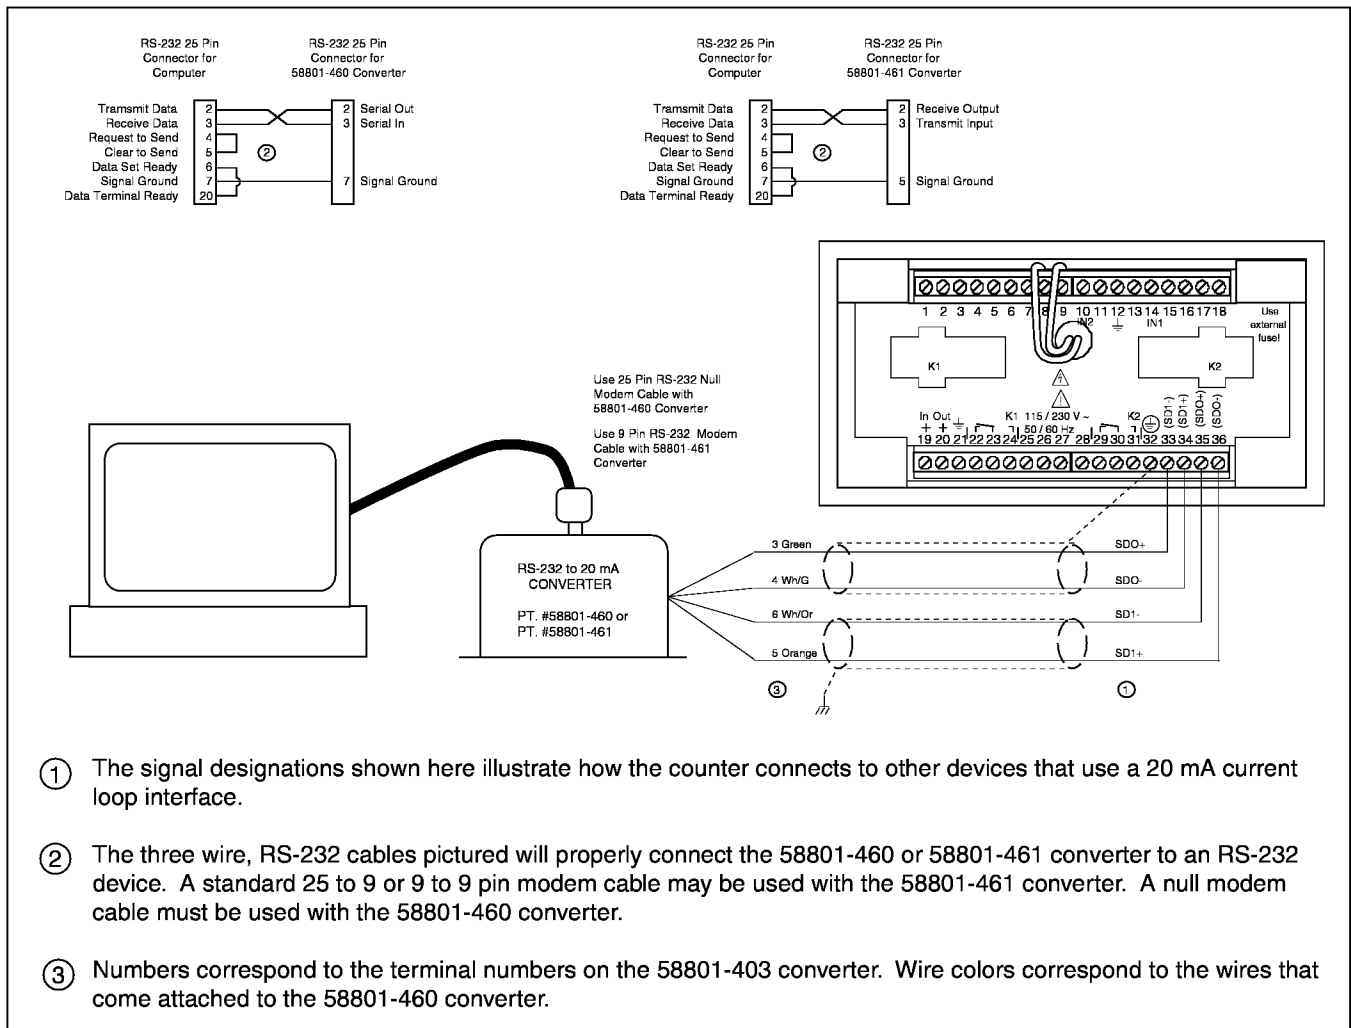 RS-232 25 Pin
Connector for
Computer
RS-232 25 Pin
Connector for
58801-460 Converter
Transmit Data 2
Receive Data 3
Request to Send 4
Clear to Send 5
Data Set Ready 6
Signal Ground 7
Data Terminal Ready 20
2
2 Serial Out
3 Serial In
7 Signal Ground
RS-232 25 Pin
Connector for
Computer
RS-232 25 Pin
Connector for
58801-461 Converter
Transmit Data 2
Receive Data 3
Request to Send 4
Clear to Send 5
Data Set Ready 6
Signal Ground 7
Data Terminal Ready 20
2
2 Receive Output
3 Transmit Input
5 Signal Ground
1 2 3 4 5 6 7 8 9 10 11 12 13 14 15 16 17 18
IN2
IN1
Use
external
fuse!
K1
K2
In Out
+ +
K1 115 / 230 V ~
50 / 60 Hz
K2
(SD1-)
(SD1+)
(SDO+)
(SDO-)
19 20 21 22 23 24 25 26 27 28 29 30 31 32 33 34 35 36
Use 25 Pin RS-232 Null
Modem Cable with
58801-460 Converter
Use 9 Pin RS-232 Modem
Cable with 58801-461
Converter
RS-232 to 20 mA
CONVERTER
PT. #58801-460 or
PT. #58801-461
3 Green
SDO+
4 Wh/G
SDO-
6 Wh/Or
SD1-
5 Orange
SD1+
3
1
1 The signal designations shown here illustrate how the counter connects to other devices that use a 20 mA current
loop interface.
2 The three wire, RS-232 cables pictured will properly connect the 58801-460 or 58801-461 converter to an RS-232
device. A standard 25 to 9 or 9 to 9 pin modem cable may be used with the 58801-461 converter. A null modem
cable must be used with the 58801-460 converter.
3 Numbers correspond to the terminal numbers on the 58801-403 converter. Wire colors correspond to the wires that
come attached to the 58801-460 converter.